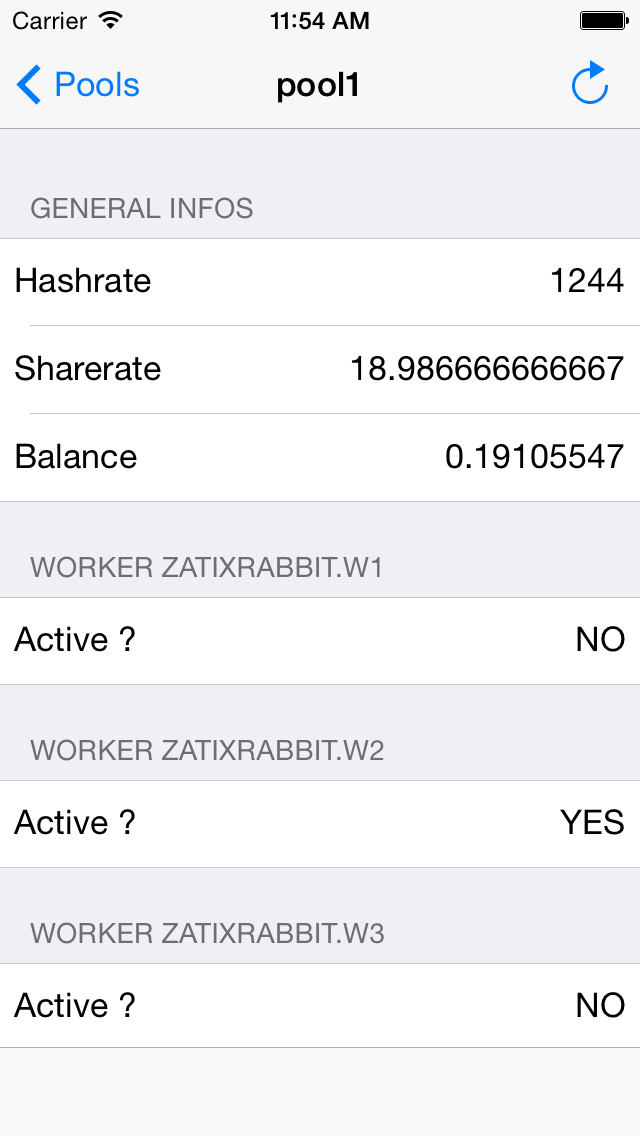 Carrier 11:54 AM
Pools pool1
GENERAL INFOS
Hashrate 1244
Sharerate 18.986666666667
Balance 0.19105547
WORKER ZATIXRABBIT.W1
Active ? NO
WORKER ZATIXRABBIT.W2
Active ? YES
WORKER ZATIXRABBIT.W3
Active ? NO